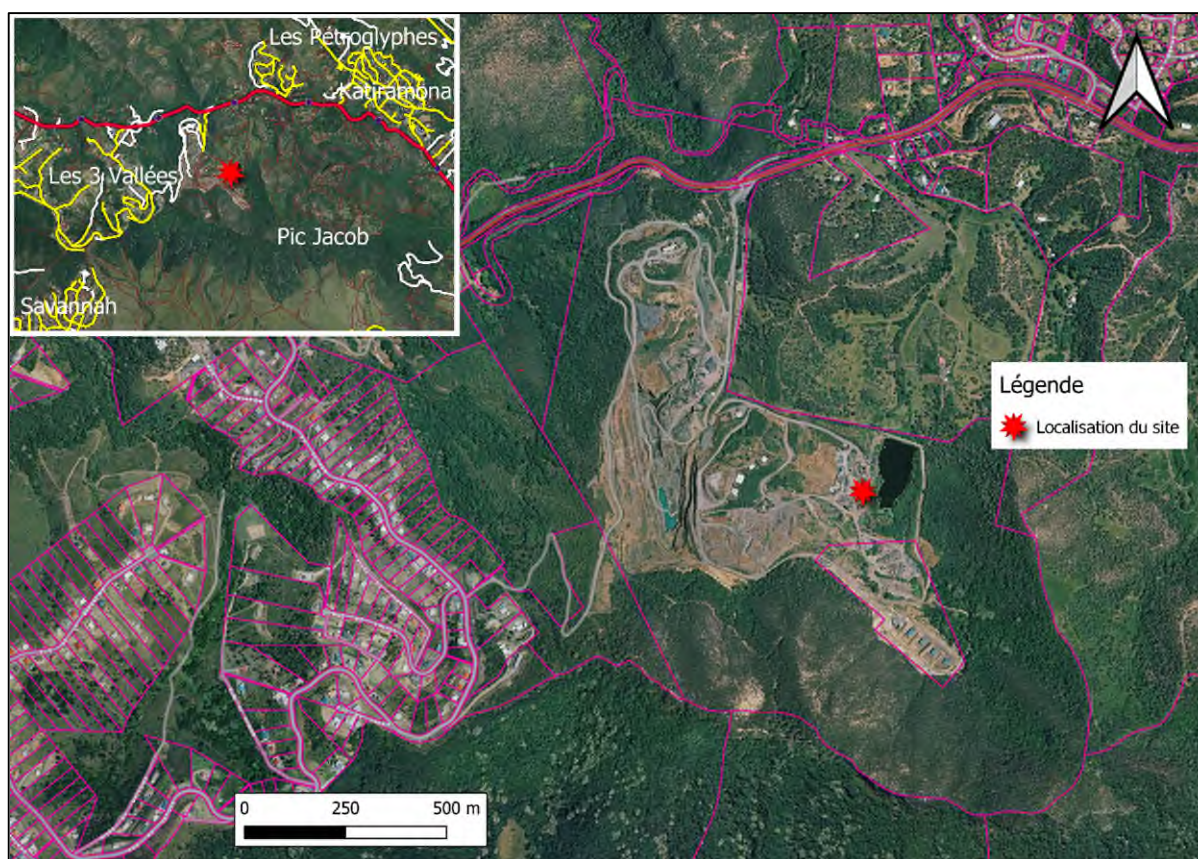 Les Pétroglyphes
Katiramona
Les 3 Vallées
Pic Jacob
Savannah
Légende
Localisation du site
0 250 500 m